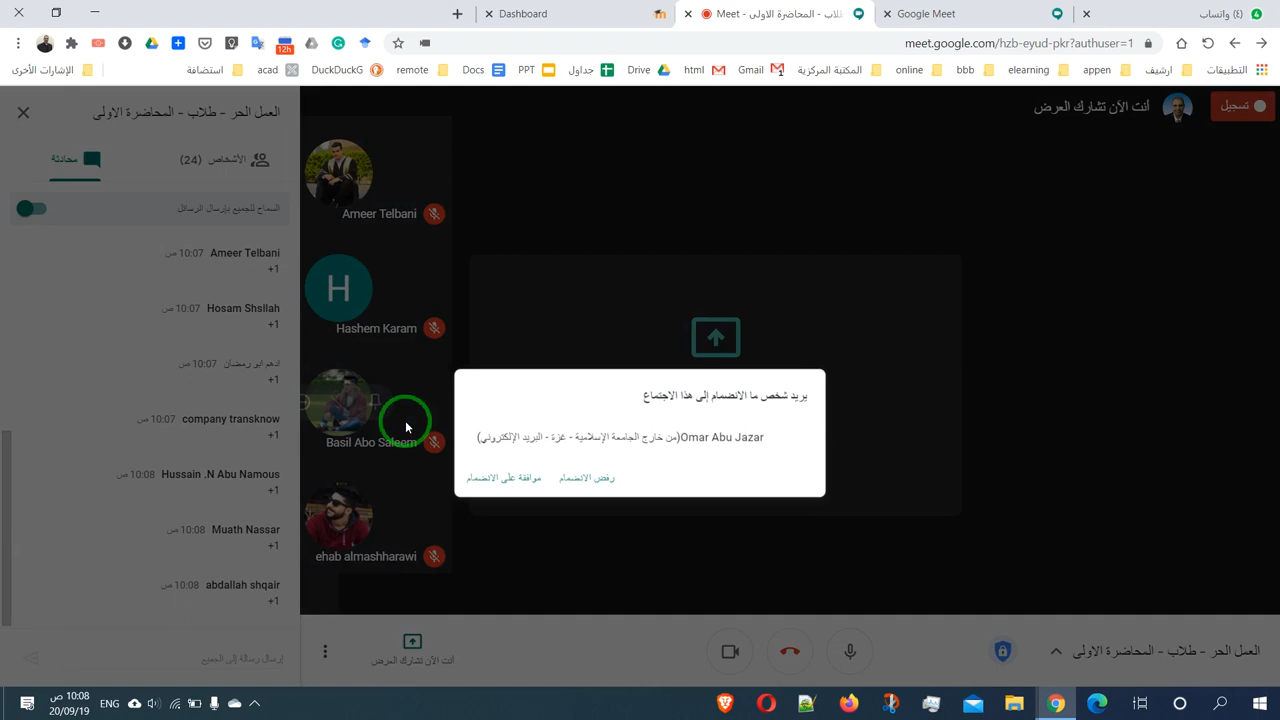 Dashboard
Meet - طلاب - المحاضرة الاولى
Google Meet
(٤) واتساب
4
meet.google.com/hzb-eyud-pkr?authuser=1
12h
التطبيقات
ارشيف
appen
elearning
bbb
online
المكتبة المركزية
Gmail
html
Drive
جداول
PPT
Docs
remote
DuckDuckG
acad
استضافة
الإشارات الأخرى
تسجيل
أنت الآن تشارك العرض
العمل الحر - طلاب - المحاضرة الاولى
الأشخاص (24)
محادثة
السماح للجميع بإرسال الرسائل
Ameer Telbani 10:07 ص
+1
Hosam Shsllah 10:07 ص
+1
ادهم ابو رمضان 10:07 ص
+1
company transknow 10:07 ص
+1
Hussain .N Abu Namous 10:08 ص
+1
Muath Nassar 10:08 ص
+1
abdallah shqair 10:08 ص
+1
إرسال رسالة إلى الجميع
Ameer Telbani
H
Hashem Karam
Basil Abo Saleem
ehab almashharawi
يريد شخص ما الانضمام إلى هذا الاجتماع
Omar Abu Jazar(من خارج الجامعة الإسلامية - غزة - البريد الإلكتروني)
رفض الانضمام
موافقة على الانضمام
العمل الحر - طلاب - المحاضرة الاولى
أنت الآن تشارك العرض
ENG
10:08 ص
20/09/19